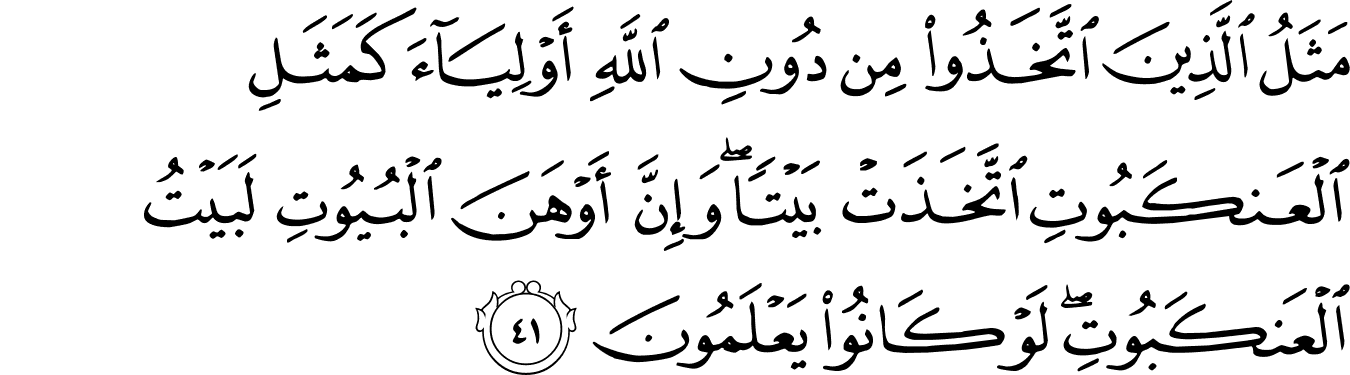 مَثَلُ ٱلَّذِينَ ٱتَّخَذُوا۟ مِن دُونِ ٱللَّهِ أَوْلِيَآءَ كَمَثَلِ
ٱلْعَنكَبُوتِ ٱتَّخَذَتْ بَيْتًا ۖ وَإِنَّ أَوْهَنَ ٱلْبُيُوتِ لَبَيْتُ
ٱلْعَنكَبُوتِ ۖ لَوْ كَانُوا۟ يَعْلَمُونَ ٤١